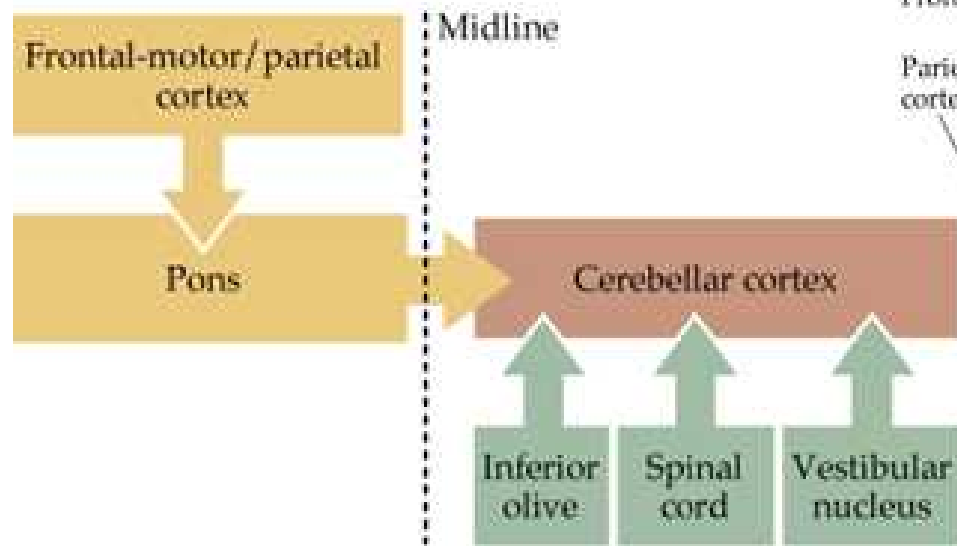 Midline
Frontal-motor/parietal
cortex
Pons
Cerebellar cortex
Inferior
olive
Spinal
cord
Vestibular
nucleus